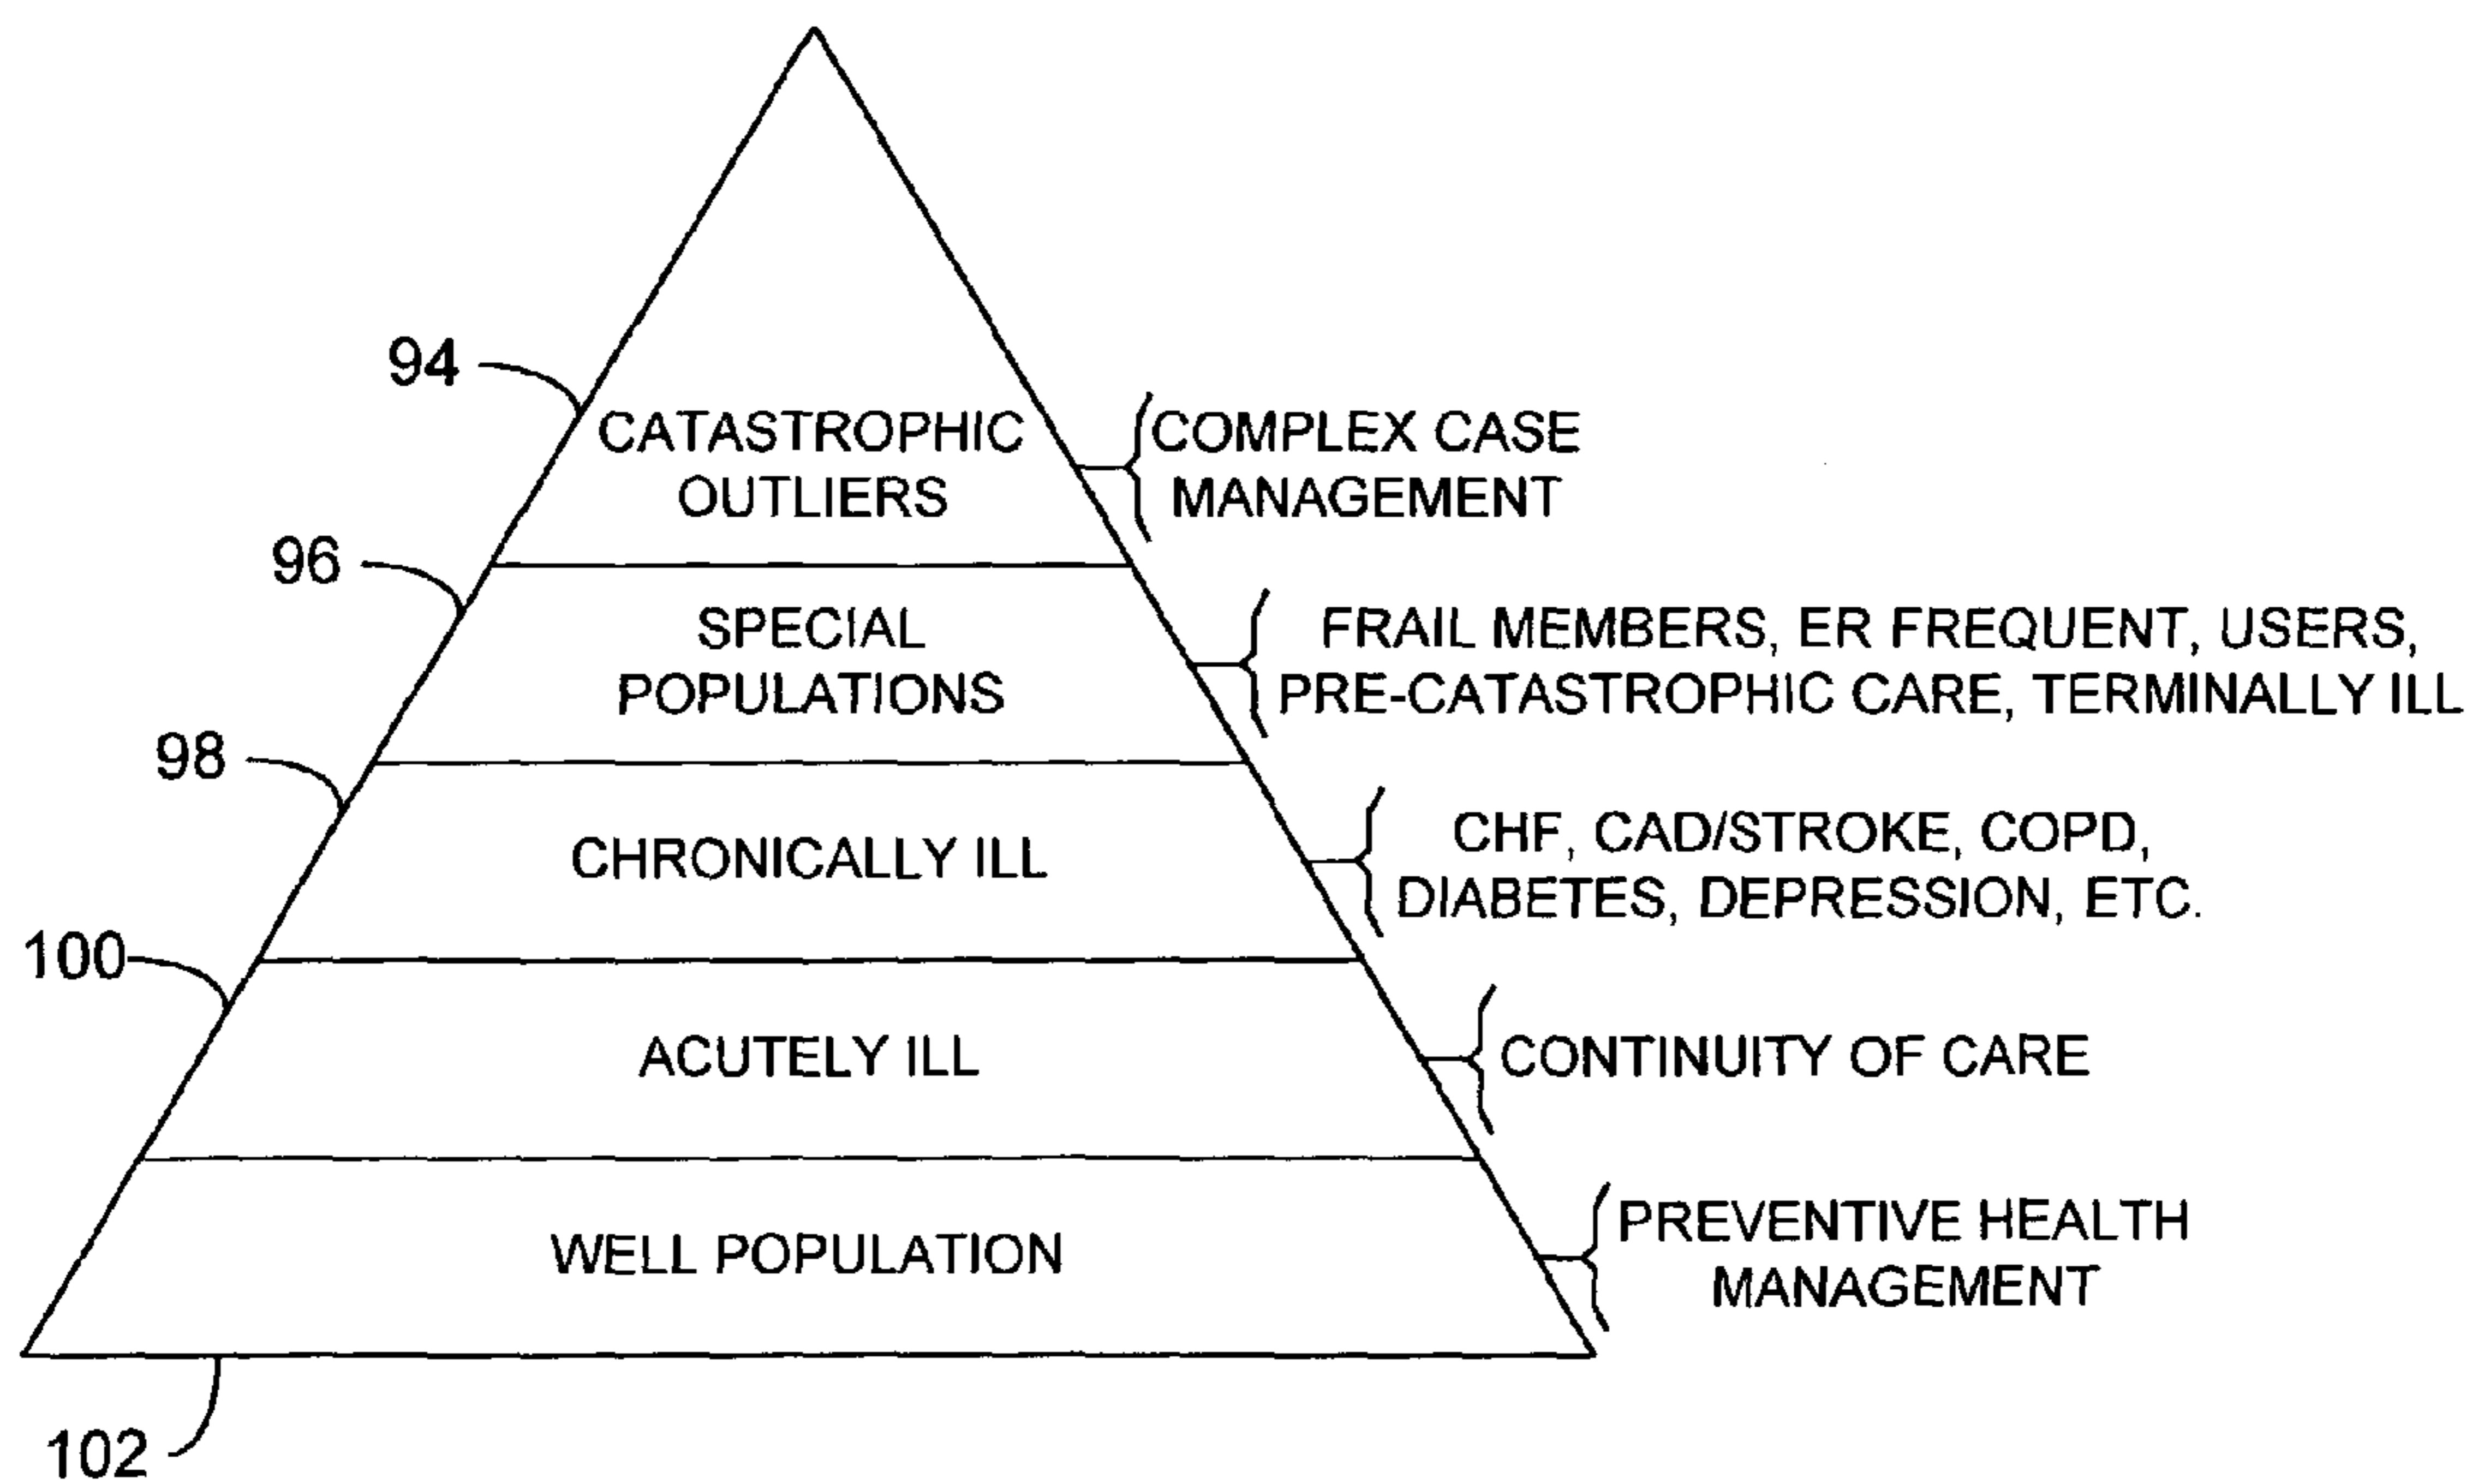 94
CATASTROPHIC
OUTLIERS
COMPLEX CASE
MANAGEMENT
96
SPECIAL
POPULATIONS
FRAIL MEMBERS, ER FREQUENT, USERS,
PRE-CATASTROPHIC CARE, TERMINALLY ILL
98
CHRONICALLY ILL
CHF, CAD/STROKE, COPD,
DIABETES, DEPRESSION, ETC.
100
ACUTELY ILL
CONTINUITY OF CARE
WELL POPULATION
PREVENTIVE HEALTH
MANAGEMENT
102